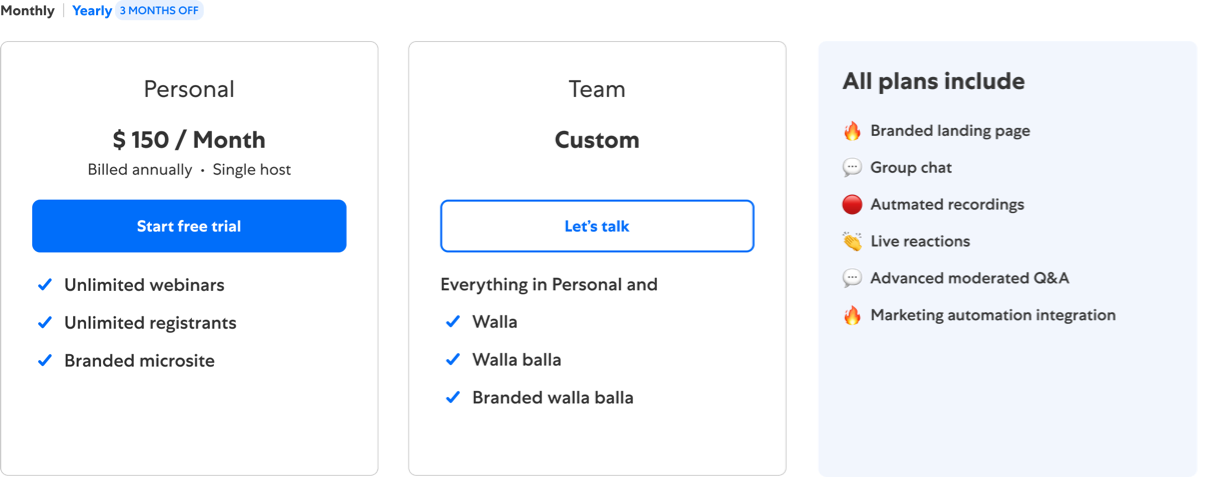 Monthly | Yearly 3 MONTHS OFF
Personal
$ 150 / Month
Billed annually • Single host
Start free trial
Unlimited webinars
Unlimited registrants
Branded microsite
Team
Custom
Let's talk
Everything in Personal and
Walla
Walla balla
Branded walla balla
All plans include
Branded landing page
Group chat
Autmated recordings
Live reactions
Advanced moderated Q&A
Marketing automation integration